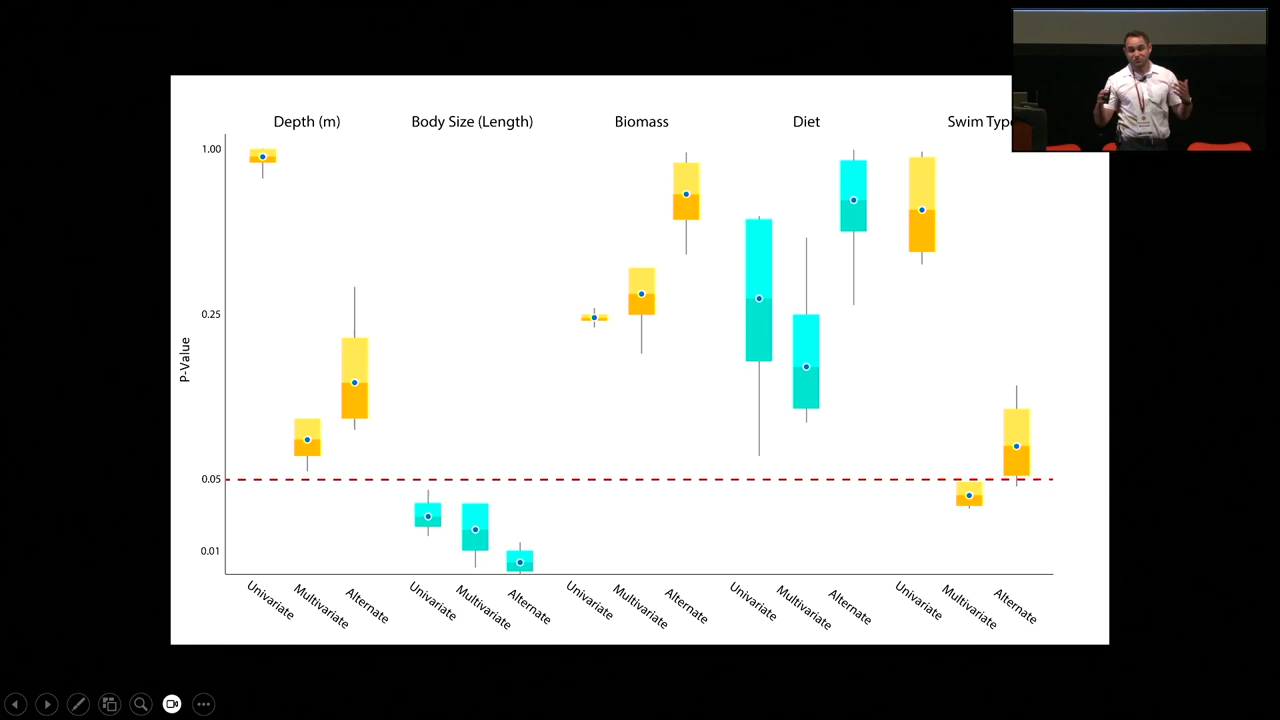 Depth (m) Body Size (Length) Biomass Diet Swim Type
1.00
0.25
P-Value
0.05
0.01
Univariate Multivariate Alternate Univariate Multivariate Alternate Univariate Multivariate Alternate Univariate Multivariate Alternate Univariate Multivariate Alternate